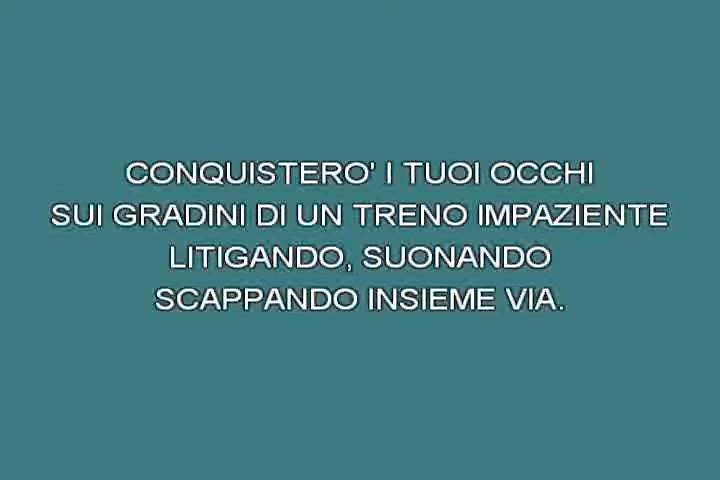 CONQUISTERO' I TUOI OCCHI
SUI GRADINI DI UN TRENO IMPAZIENTE
LITIGANDO, SUONANDO
SCAPPANDO INSIEME VIA.